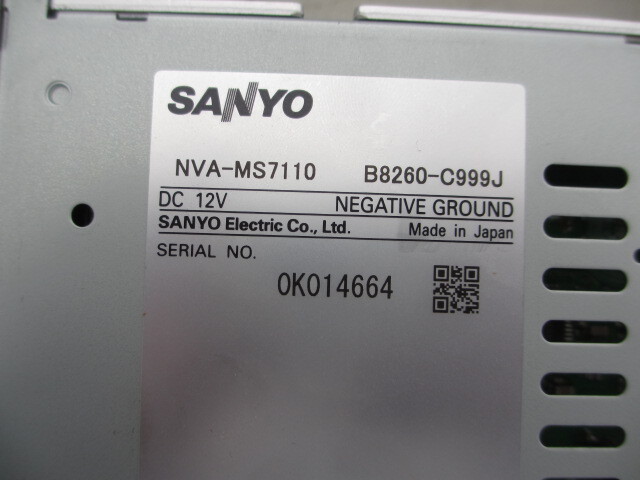 SANYO
NVA-MS7110 B8260-C999J
DC 12V NEGATIVE GROUND
SANYO Electric Co., Ltd. Made in Japan
SERIAL NO.
0K014664